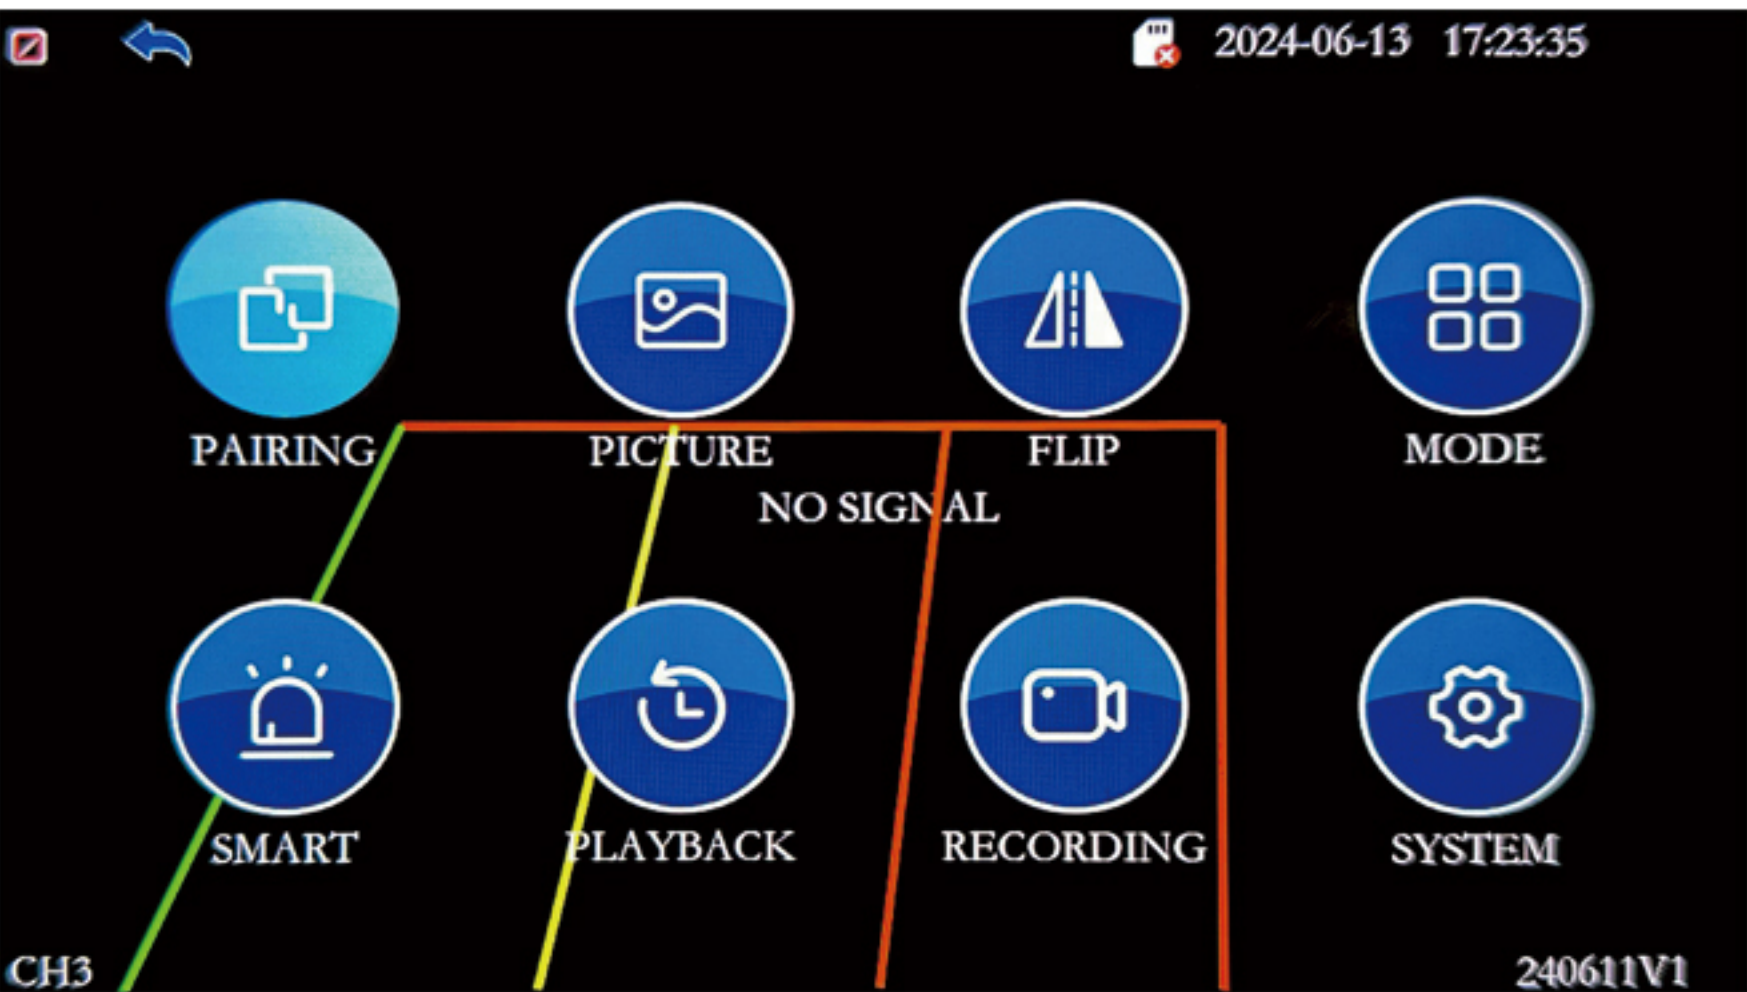 2024-06-13 17:23:35
PAIRING PICTURE FLIP MODE
NO SIGNAL
SMART PLAYBACK RECORDING SYSTEM
CH3 240611V1